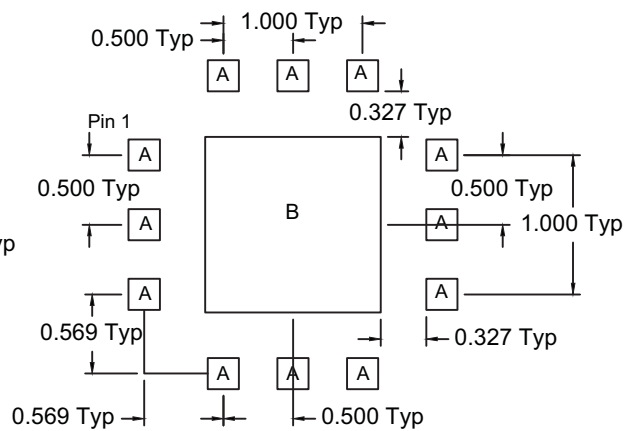 1.000 Typ
0.500 Typ
A A A
0.327 Typ
Pin 1
A A
0.500 Typ 0.500 Typ
B
A A 1.000 Typ
yp
A A
0.569 Typ 0.327 Typ
A A A
0.569 Typ 0.500 Typ